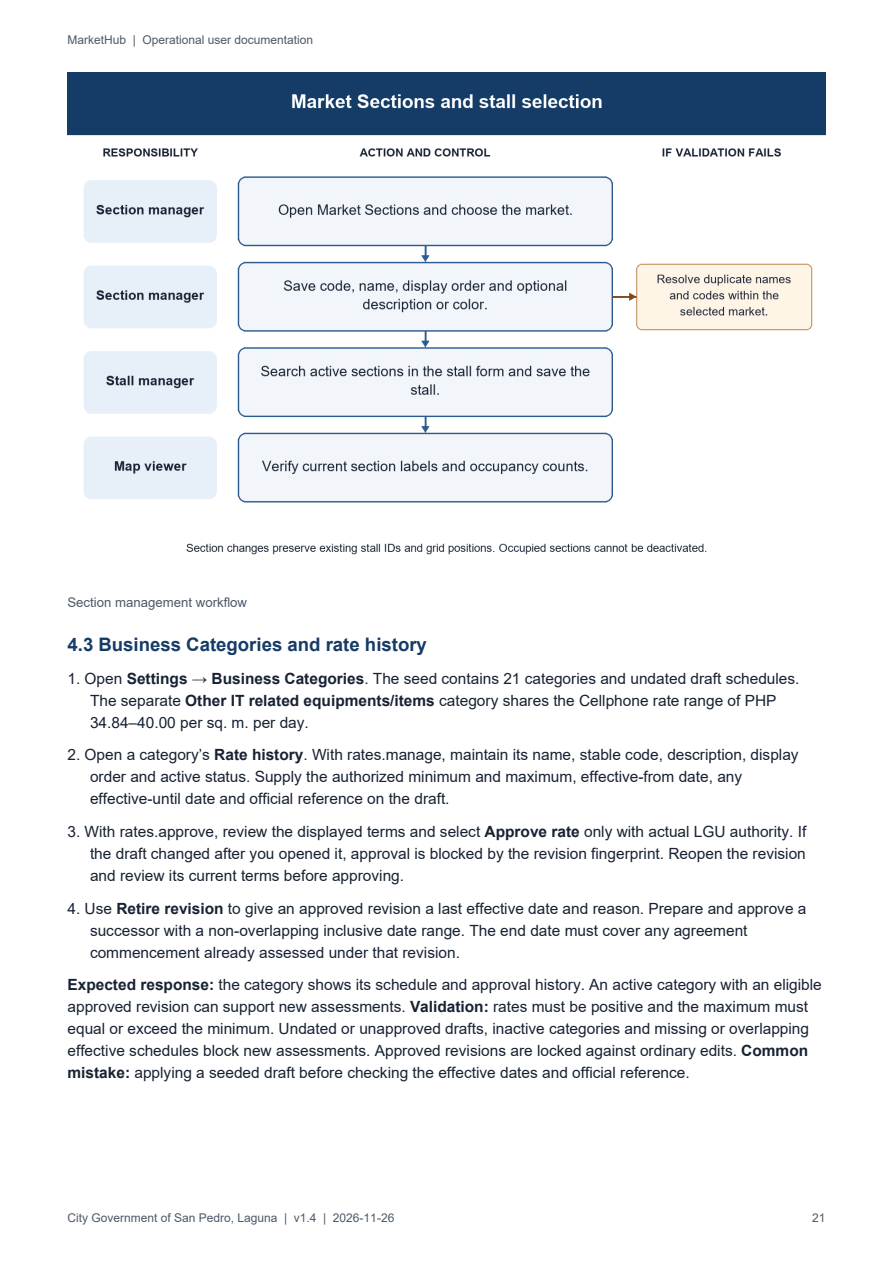 MarketHub | Operational user documentation
Market Sections and stall selection
RESPONSIBILITY
ACTION AND CONTROL
IF VALIDATION FAILS
Section manager
Open Market Sections and choose the market.
Section manager
Save code, name, display order and optional
description or color.
Resolve duplicate names
and codes within the
selected market.
Stall manager
Search active sections in the stall form and save the
stall.
Map viewer
Verify current section labels and occupancy counts.
Section changes preserve existing stall IDs and grid positions. Occupied sections cannot be deactivated.
Section management workflow
4.3 Business Categories and rate history
1. Open Settings → Business Categories. The seed contains 21 categories and undated draft schedules.
The separate Other IT related equipments/items category shares the Cellphone rate range of PHP
34.84–40.00 per sq. m. per day.
2. Open a category’s Rate history. With rates.manage, maintain its name, stable code, description, display
order and active status. Supply the authorized minimum and maximum, effective-from date, any
effective-until date and official reference on the draft.
3. With rates.approve, review the displayed terms and select Approve rate only with actual LGU authority. If
the draft changed after you opened it, approval is blocked by the revision fingerprint. Reopen the revision
and review its current terms before approving.
4. Use Retire revision to give an approved revision a last effective date and reason. Prepare and approve a
successor with a non-overlapping inclusive date range. The end date must cover any agreement
commencement already assessed under that revision.
Expected response: the category shows its schedule and approval history. An active category with an eligible
approved revision can support new assessments. Validation: rates must be positive and the maximum must
equal or exceed the minimum. Undated or unapproved drafts, inactive categories and missing or overlapping
effective schedules block new assessments. Approved revisions are locked against ordinary edits. Common
mistake: applying a seeded draft before checking the effective dates and official reference.
City Government of San Pedro, Laguna | v1.4 | 2026-11-26
21